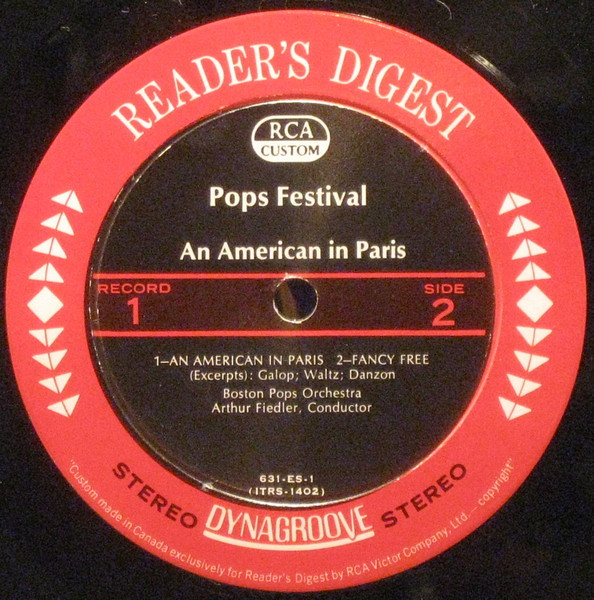 READER'S DIGEST
RCA
CUSTOM
Pops Festival
An American in Paris
RECORD
1
SIDE
2
1–AN AMERICAN IN PARIS 2–FANCY FREE
(Excerpts): Galop; Waltz; Danzon
Boston Pops Orchestra
Arthur Fiedler, Conductor
631-ES-1
(ITRS-1402)
STEREO DYNAGROOVE STEREO
"Custom made in Canada exclusively for Reader's Digest by RCA Victor Company, Ltd.—copyright"